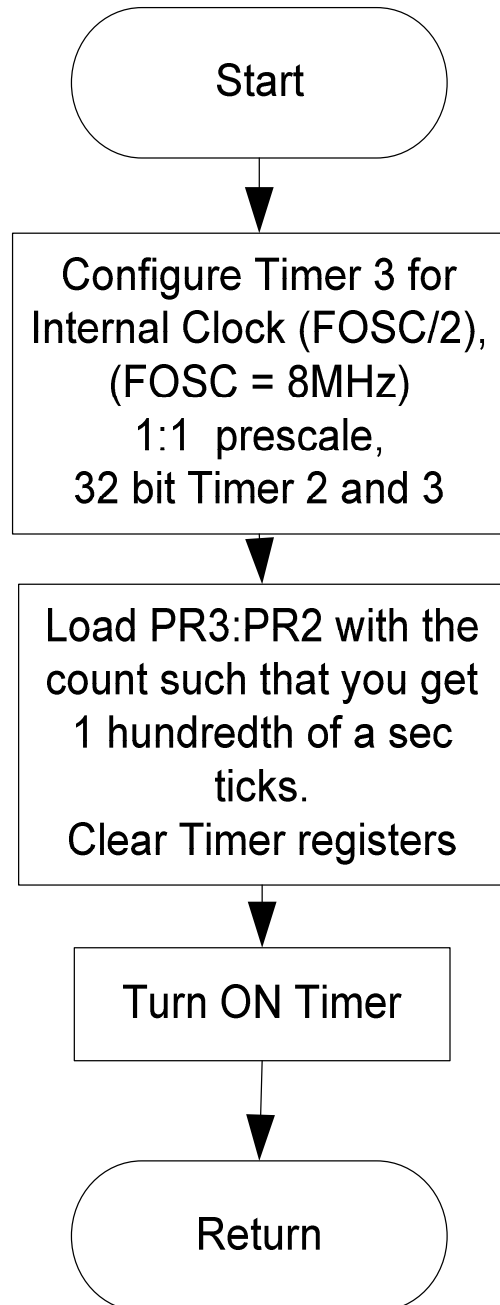 Start
Configure Timer 3 for
Internal Clock (FOSC/2),
(FOSC = 8MHz)
1:1 prescale,
32 bit Timer 2 and 3
Load PR3:PR2 with the
count such that you get
1 hundredth of a sec
ticks.
Clear Timer registers
Turn ON Timer
Return